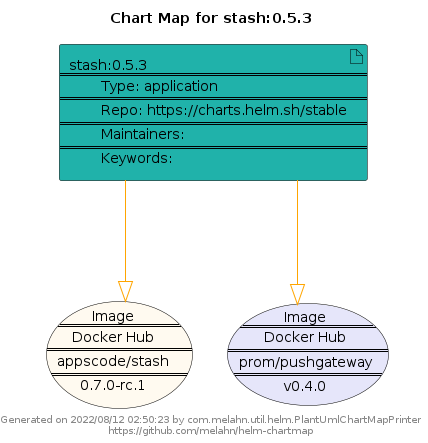 Chart Map for stash:0.5.3
stash:0.5.3
Type: application
Repo: https://charts.helm.sh/stable
Maintainers:
Keywords:
Image
Docker Hub
appscode/stash
0.7.0-rc.1
Image
Docker Hub
prom/pushgateway
v0.4.0
Generated on 2022/08/12 02:50:23 by com.melahn.util.helm.PlantUmlChartMapPrinter
https://github.com/melahn/helm-chartmap